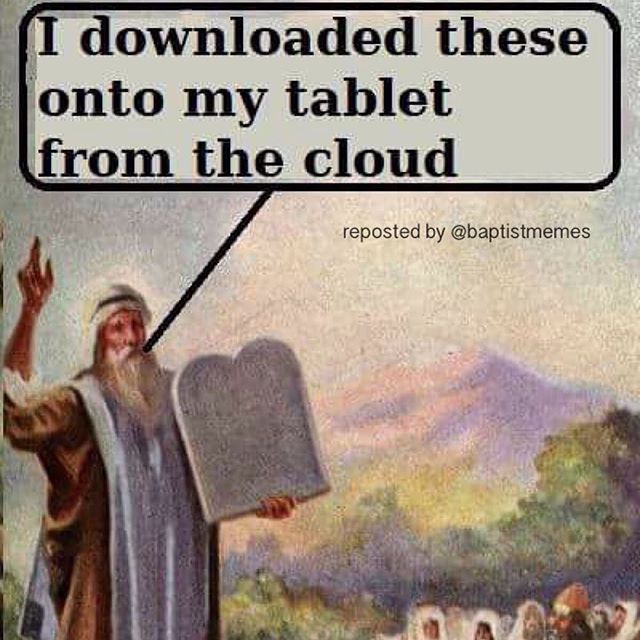 I downloaded these
onto my tablet
from the cloud
reposted by @baptistmemes